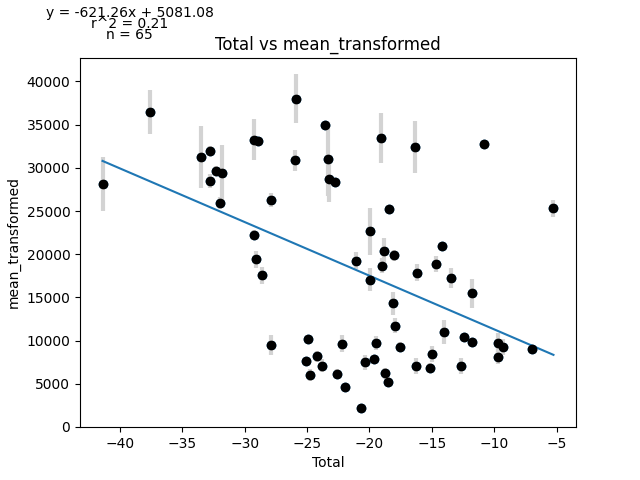 y = -621.26x + 5081.08
r^2 = 0.21
n = 65
Total vs mean_transformed
40000
35000
30000
25000
20000
15000
10000
5000
0
mean_transformed
−40 −35 −30 −25 −20 −15 −10 −5
Total